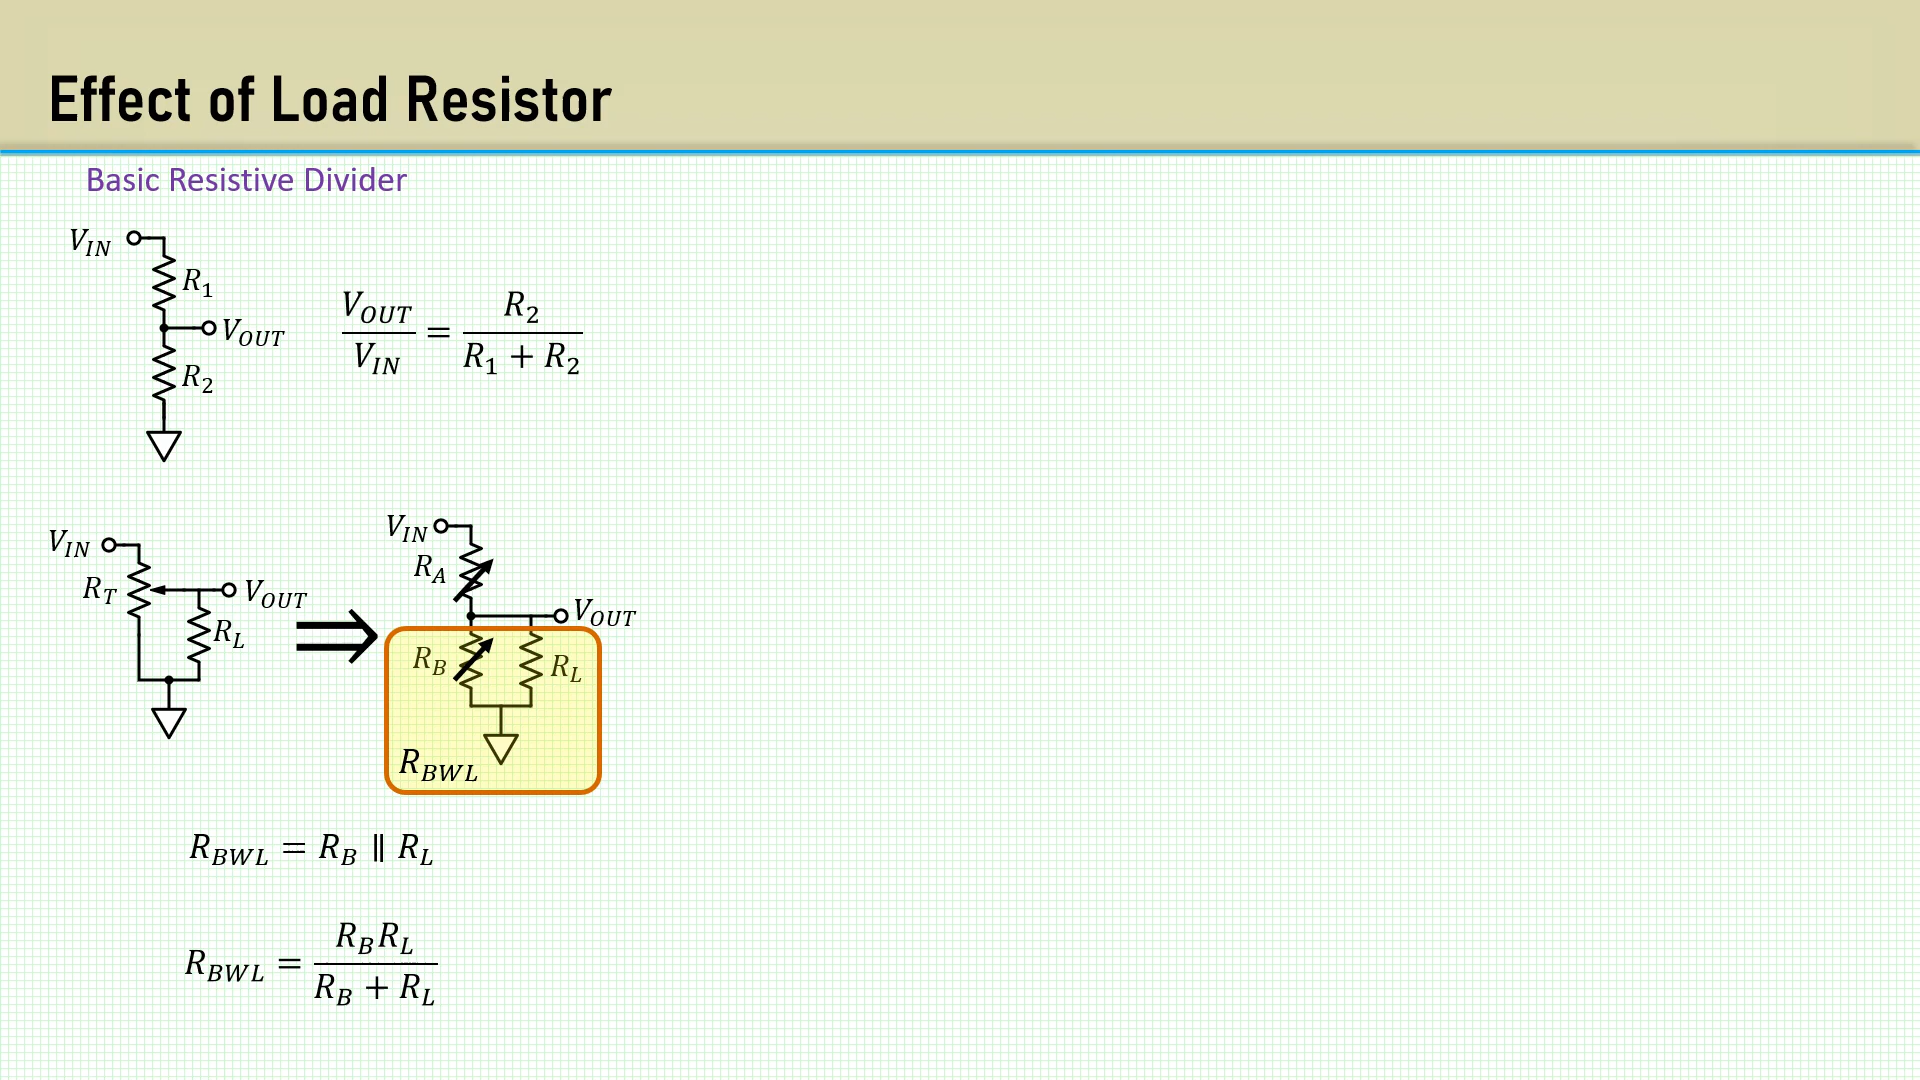 Effect of Load Resistor
Basic Resistive Divider
V_IN
R_1
V_OUT
R_2
V_OUT / V_IN = R_2 / (R_1 + R_2)
V_IN
R_T
V_OUT
R_L
V_IN
R_A
V_OUT
R_B
R_L
R_BWL
R_BWL = R_B ∥ R_L
R_BWL = R_B R_L / (R_B + R_L)